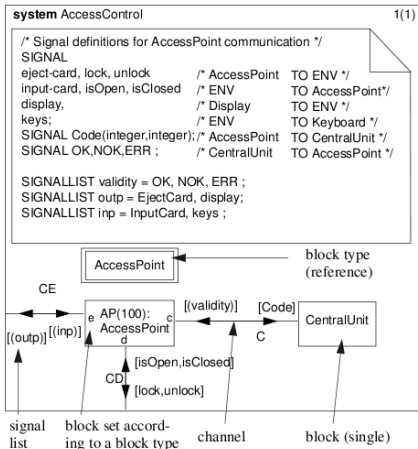 system AccessControl 1(1)
/* Signal definitions for AccessPoint communication */
SIGNAL
eject-card, lock, unlock /* AccessPoint TO ENV */
input-card, isOpen, isClosed /* ENV TO AccessPoint*/
display, /* Display TO ENV */
keys; /* ENV TO Keyboard */
SIGNAL Code(integer,integer); /* AccessPoint TO CentralUnit */
SIGNAL OK,NOK,ERR ; /* CentralUnit TO AccessPoint */
SIGNALLIST validity = OK, NOK, ERR ;
SIGNALLIST outp = EjectCard, display;
SIGNALLIST inp = InputCard, keys ;
AccessPoint
block type
(reference)
CE
[(outp)]
[(inp)]
e
AP(100):
AccessPoint
c
d
[(validity)]
[Code]
C
CentralUnit
[isOpen,isClosed]
CD
[lock,unlock]
signal
list
block set accord-
ing to a block type
channel
block (single)